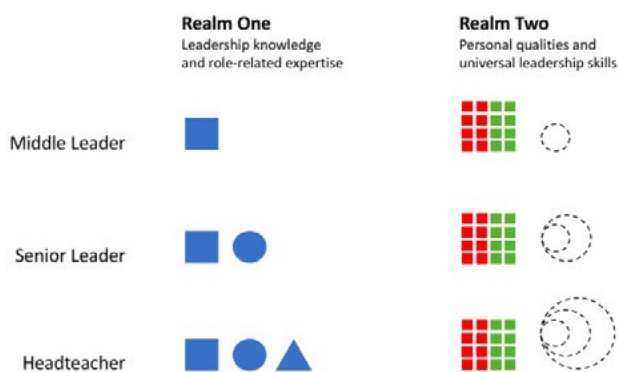 Realm One
Leadership knowledge
and role-related expertise
Realm Two
Personal qualities and
universal leadership skills
Middle Leader
Senior Leader
Headteacher